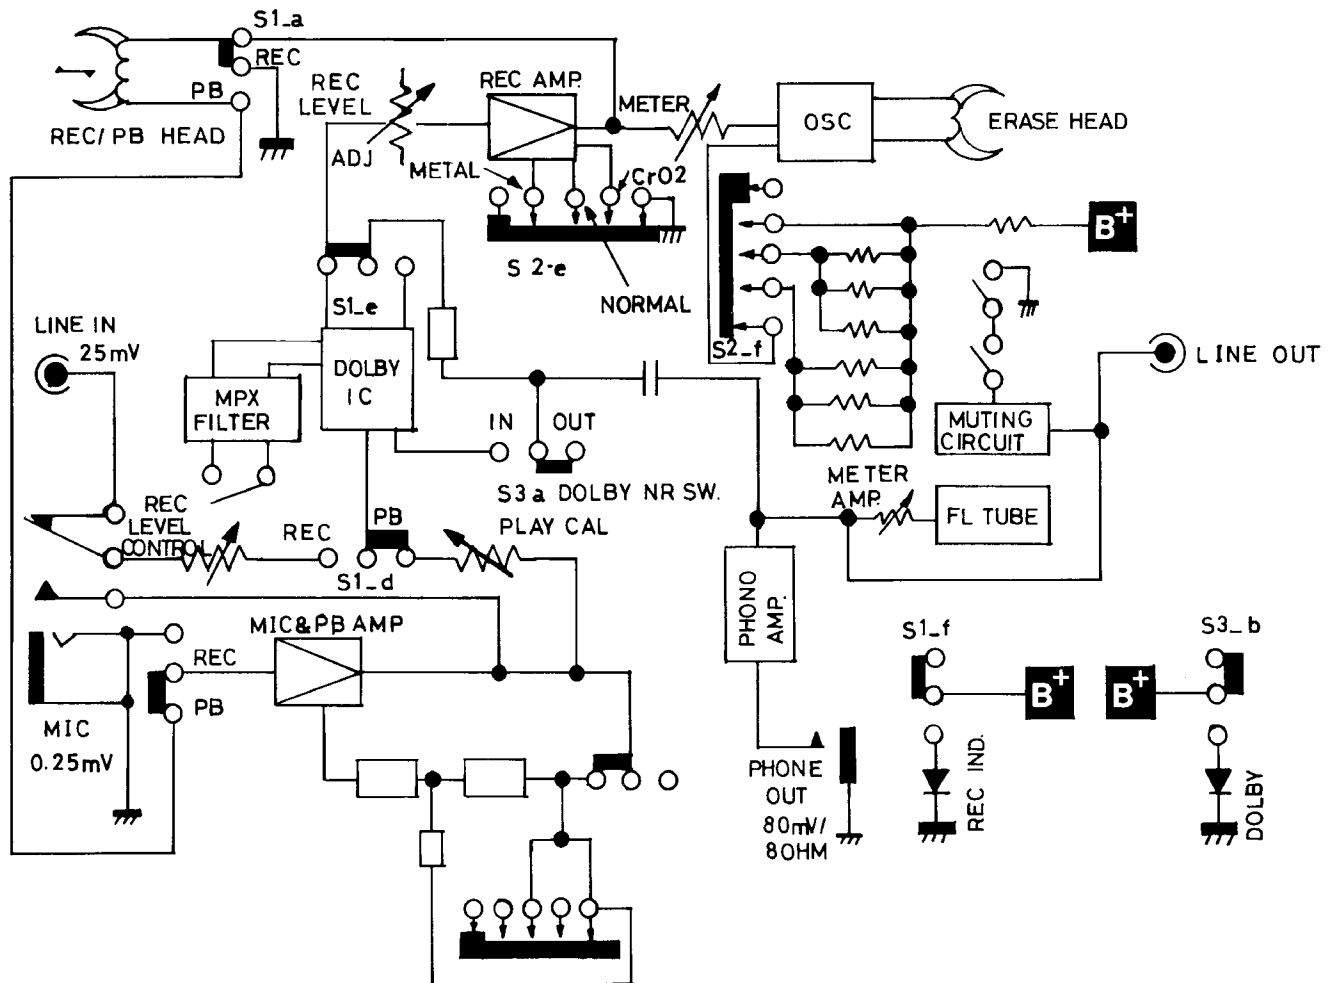 S1_a
REC
PB
REC/PB HEAD
REC
LEVEL
ADJ
REC AMP.
METER
METAL
CrO2
NORMAL
S2-e
OSC
ERASE HEAD
B+
S2_f
S1_e
LINE IN
25mV
MPX
FILTER
DOLBY
IC
IN
OUT
S3a DOLBY NR SW.
LINE OUT
MUTING
CIRCUIT
METER
AMP.
FL TUBE
REC
LEVEL
CONTROL
REC
PB
S1_d
PLAY CAL
MIC&PB AMP
REC
PB
MIC
0.25mV
PHONO
AMP.
PHONE
OUT
80mV/
8OHM
S1_f
B+
REC IND.
S3_b
B+
DOLBY